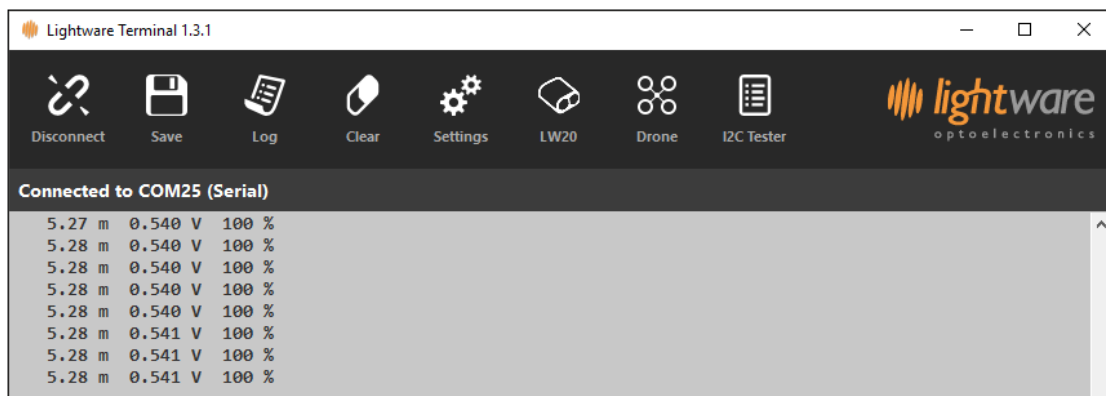 Lightware Terminal 1.3.1
Disconnect Save Log Clear Settings LW20 Drone I2C Tester
lightware
optoelectronics
Connected to COM25 (Serial)
5.27 m 0.540 V 100 %
5.28 m 0.540 V 100 %
5.28 m 0.540 V 100 %
5.28 m 0.540 V 100 %
5.28 m 0.540 V 100 %
5.28 m 0.541 V 100 %
5.28 m 0.541 V 100 %
5.28 m 0.541 V 100 %